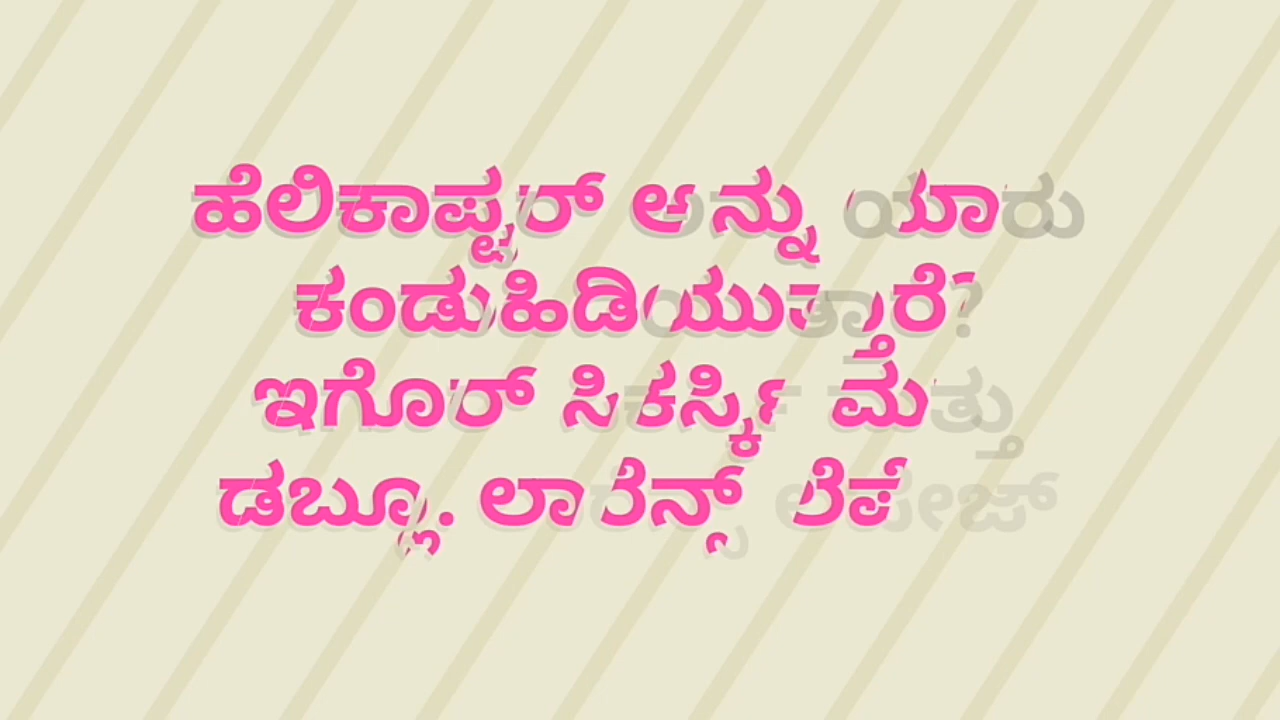 ಹೆಲಿಕಾಪ್ಟರ್ ಅನ್ನು ಯಾರು
ಕಂಡುಹಿಡಿಯುತ್ತಾರೆ?
ಇಗೊರ್ ಸಿಕರ್ಸ್ಕಿ ಮತ್ತು
ಡಬ್ಲೂ. ಲಾರೆನ್ಸ್ ಲೆಪೇಜ್